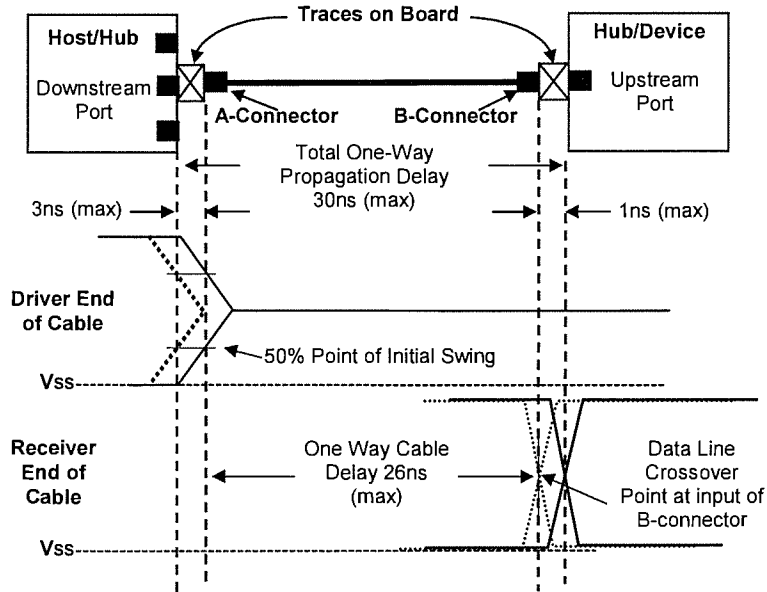 Traces on Board
Host/Hub
Hub/Device
Downstream
Port
Upstream
Port
A-Connector
B-Connector
Total One-Way
Propagation Delay
30ns (max)
3ns (max)
1ns (max)
Driver End
of Cable
50% Point of Initial Swing
VSS
Receiver
End of
Cable
One Way Cable
Delay 26ns
(max)
Data Line
Crossover
Point at input of
B-connector
VSS